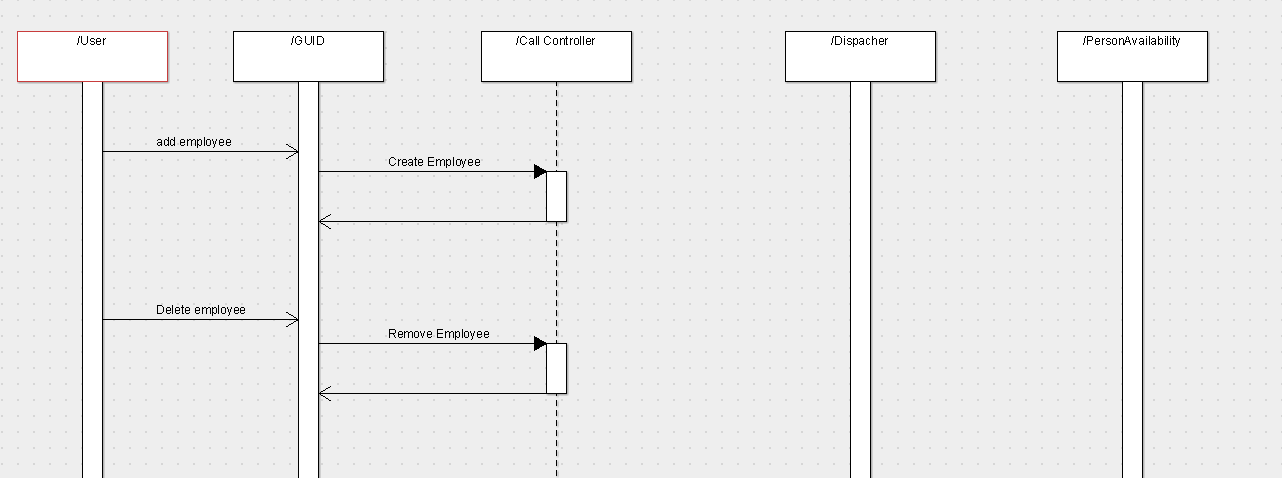 /User
/GUID
/Call Controller
/Dispacher
/PersonAvailability
add employee
Create Employee
Delete employee
Remove Employee